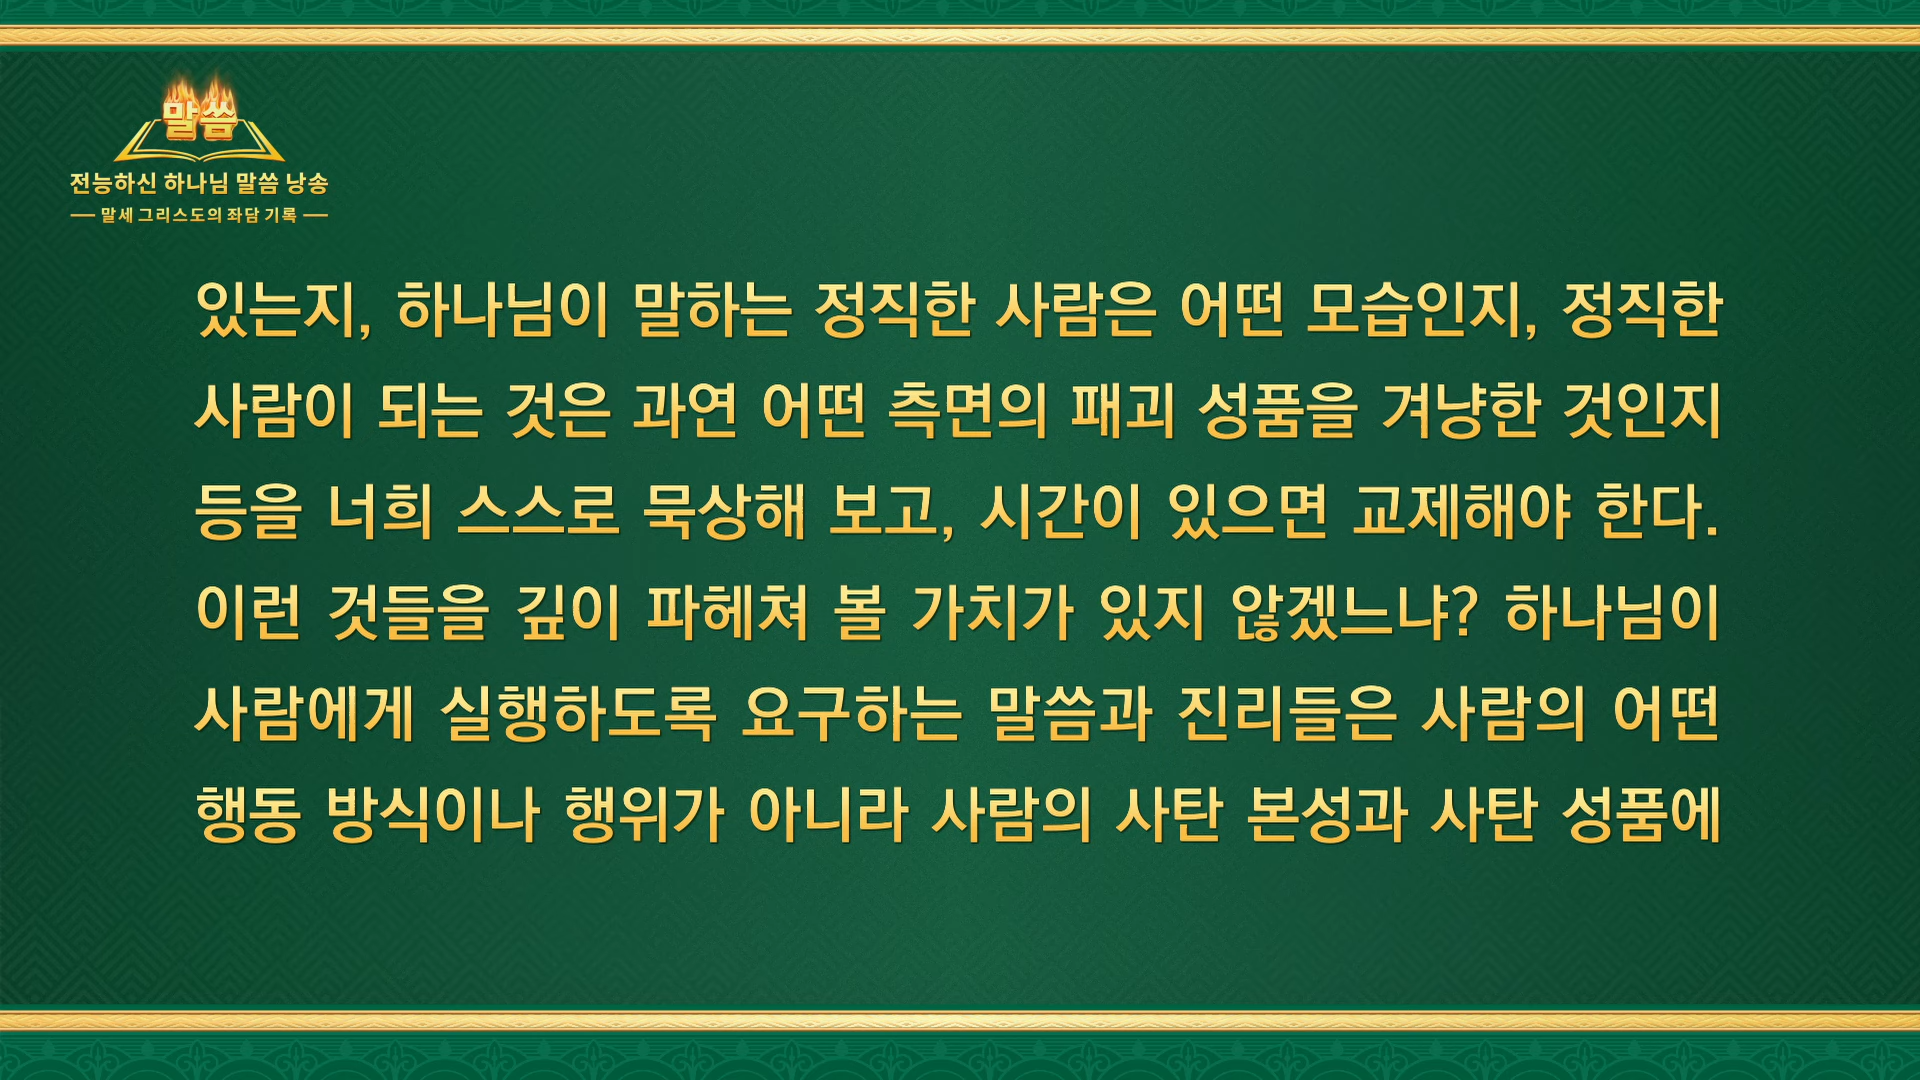 말씀
전능하신 하나님 말씀 낭송
말세 그리스도의 좌담 기록
있는지, 하나님이 말하는 정직한 사람은 어떤 모습인지, 정직한
사람이 되는 것은 과연 어떤 측면의 패괴 성품을 겨냥한 것인지
등을 너희 스스로 묵상해 보고, 시간이 있으면 교제해야 한다.
이런 것들을 깊이 파헤쳐 볼 가치가 있지 않겠느냐? 하나님이
사람에게 실행하도록 요구하는 말씀과 진리들은 사람의 어떤
행동 방식이나 행위가 아니라 사람의 사탄 본성과 사탄 성품에